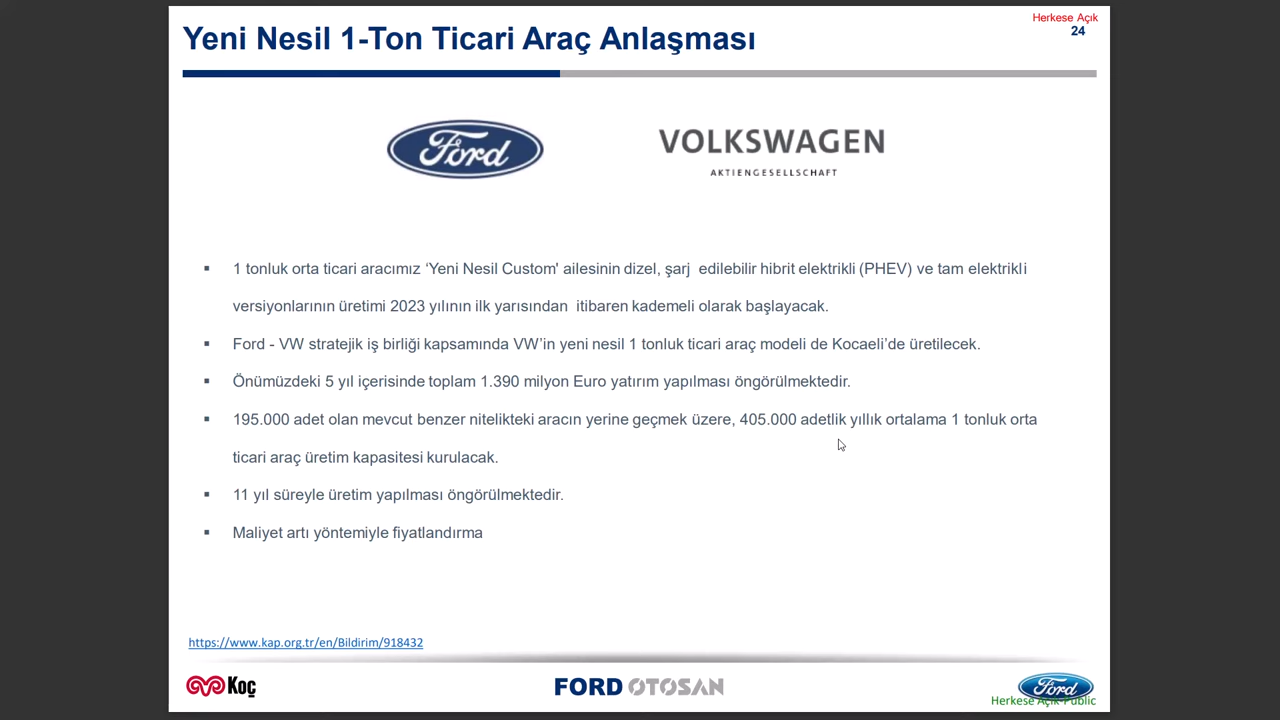 Herkese Açık
24
Yeni Nesil 1-Ton Ticari Araç Anlaşması
Ford
VOLKSWAGEN
AKTIENGESELLSCHAFT
▪ 1 tonluk orta ticari aracımız ‘Yeni Nesil Custom' ailesinin dizel, şarj edilebilir hibrit elektrikli (PHEV) ve tam elektrikli
versiyonlarının üretimi 2023 yılının ilk yarısından itibaren kademeli olarak başlayacak.
▪ Ford - VW stratejik iş birliği kapsamında VW’in yeni nesil 1 tonluk ticari araç modeli de Kocaeli’de üretilecek.
▪ Önümüzdeki 5 yıl içerisinde toplam 1.390 milyon Euro yatırım yapılması öngörülmektedir.
▪ 195.000 adet olan mevcut benzer nitelikteki aracın yerine geçmek üzere, 405.000 adetlik yıllık ortalama 1 tonluk orta
ticari araç üretim kapasitesi kurulacak.
▪ 11 yıl süreyle üretim yapılması öngörülmektedir.
▪ Maliyet artı yöntemiyle fiyatlandırma
https://www.kap.org.tr/en/Bildirim/918432
Koç
FORD OTOSAN
Ford
Herkese Açık-Public